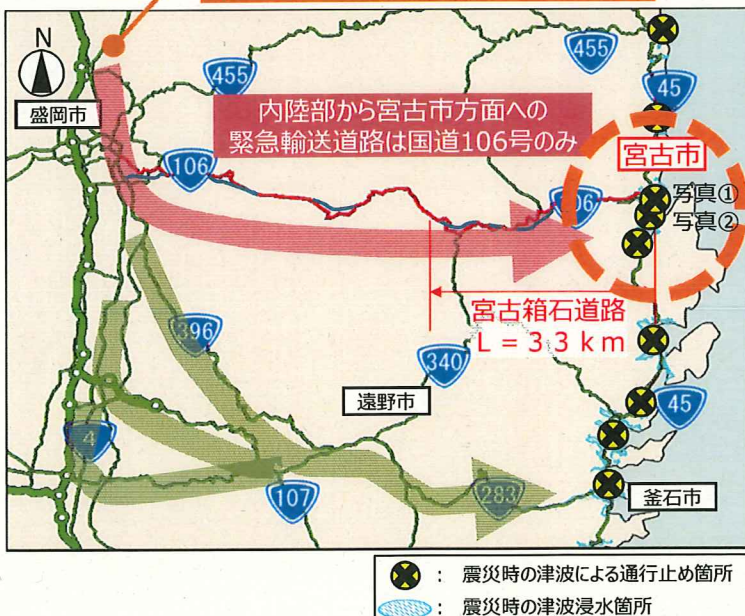 N
盛岡市
455
455
45
内陸部から宮古市方面への
緊急輸送道路は国道106号のみ
宮古市
106
106
写真①
写真②
宮古箱石道路
L=33km
396
340
遠野市
45
4
107
283
釜石市
： 震災時の津波による通行止め箇所
： 震災時の津波浸水箇所